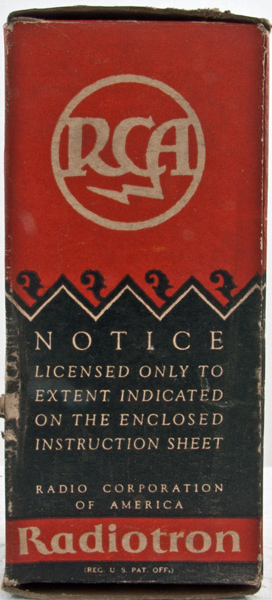 RCA
NOTICE
LICENSED ONLY TO
EXTENT INDICATED
ON THE ENCLOSED
INSTRUCTION SHEET
RADIO CORPORATION
OF AMERICA
Radiotron
(REG. U. S. PAT. OFF.)